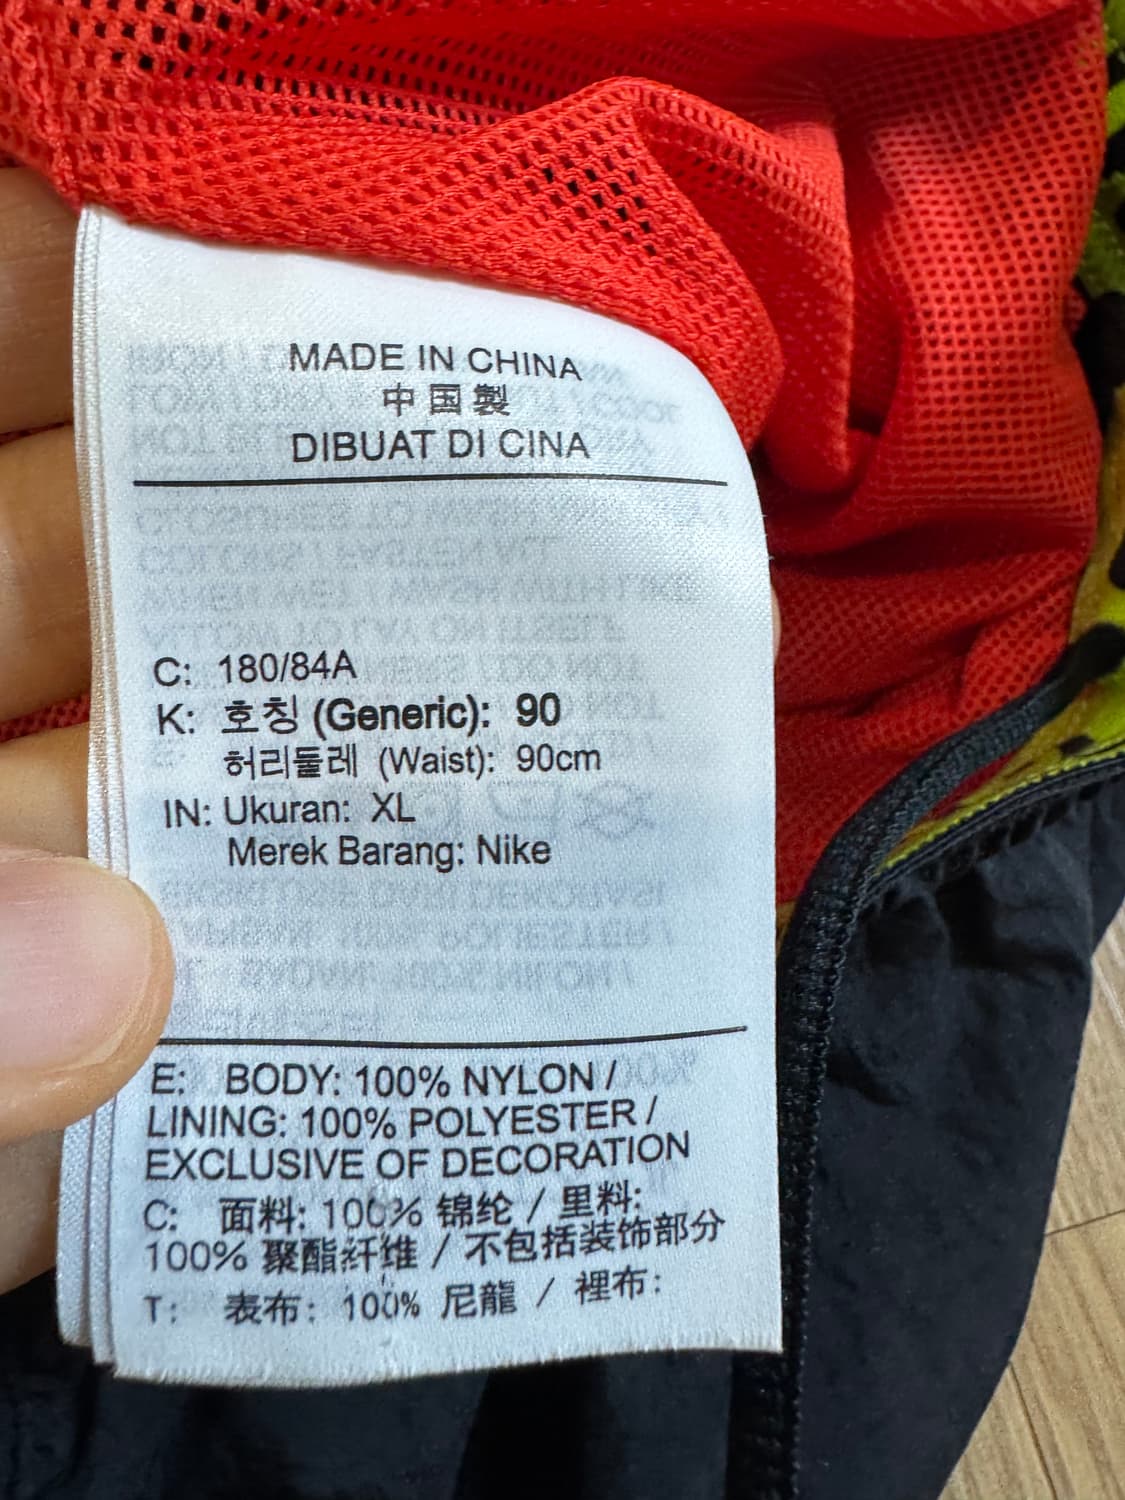 MADE IN CHINA
中国製
DIBUAT DI CINA
C: 180/84A
K: 호칭 (Generic): 90
허리둘레 (Waist): 90cm
IN: Ukuran: XL
Merek Barang: Nike
E: BODY: 100% NYLON /
LINING: 100% POLYESTER /
EXCLUSIVE OF DECORATION
C: 面料: 100% 锦纶 / 里料:
100% 聚酯纤维 / 不包括装饰部分
T: 表布: 100% 尼龍 / 裡布: